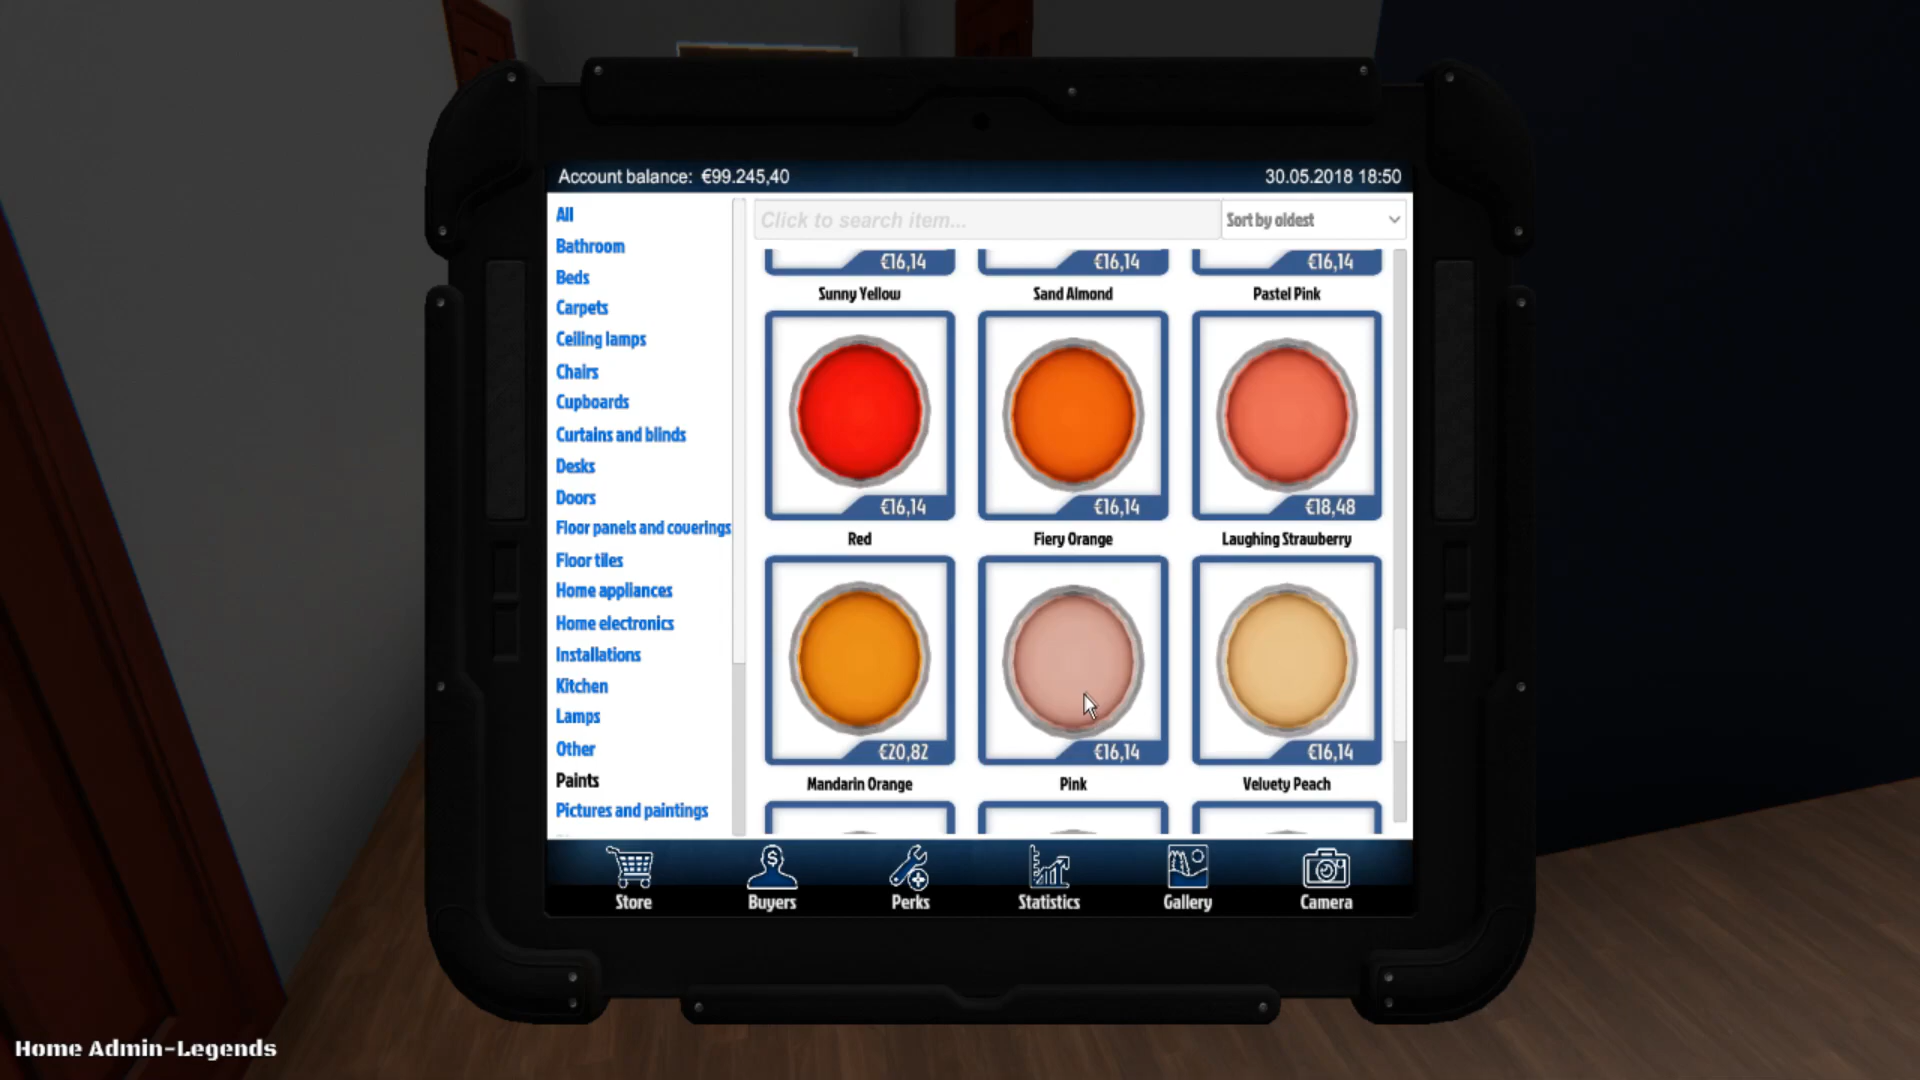 Account balance: €99.245,40
30.05.2018 18:50
All
Bathroom
Beds
Carpets
Ceiling lamps
Chairs
Cupboards
Curtains and blinds
Desks
Doors
Floor panels and coverings
Floor tiles
Home appliances
Home electronics
Installations
Kitchen
Lamps
Other
Paints
Pictures and paintings
Click to search item...
Sort by oldest
€16,14 €16,14 €16,14
Sunny Yellow Sand Almond Pastel Pink
€16,14 €16,14 €18,48
Red Fiery Orange Laughing Strawberry
€20,82 €16,14 €16,14
Mandarin Orange Pink Velvety Peach
Store Buyers Perks Statistics Gallery Camera
Home Admin-Legends